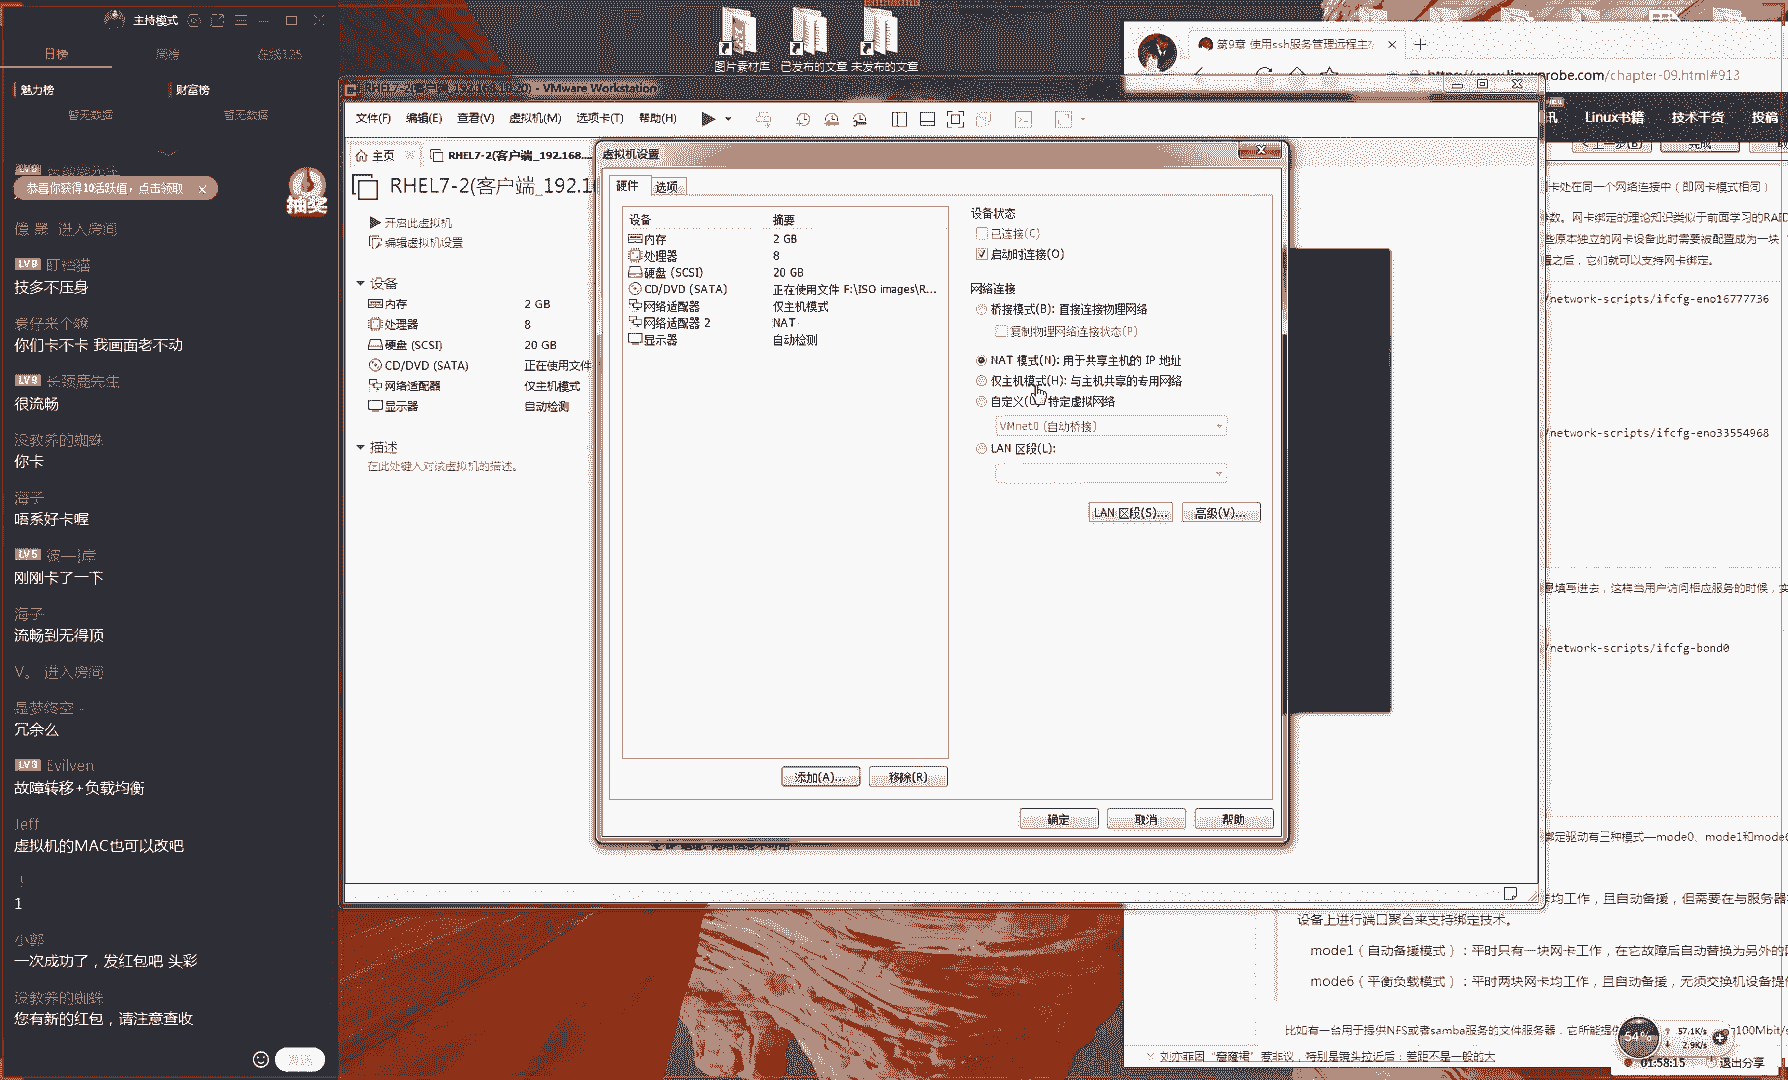 主持模式
日榜
周榜
在线125
魅力榜
财富榜
暂无数据
暂无数据
恭喜你获得10活跃值，点击领取
抽奖
进入房间
技多不压身
你们卡不卡 我画面老不动
LV9 长颈鹿先生
很流畅
没教养的蜘蛛
你卡
海子
唔系好卡喔
LV5 彼一岸
刚刚卡了一下
海子
流畅到无得顶
V。 进入房间
冗余么
Evilven
故障转移+负载均衡
Jeff
虚拟机的MAC也可以改吧
1
小郭
一次成功了，发红包吧 头彩
没教养的蜘蛛
您有新的红包，请注意查收
发送
图片素材库
已发布的文章
未发布的文章
RHEL7-2(客户端_192.168.10.20) - VMware Workstation
文件(F) 编辑(E) 查看(V) 虚拟机(M) 选项卡(T) 帮助(H)
主页
RHEL7-2(客户端_192.168....
RHEL7-2(客户端_192.1
开启此虚拟机
编辑虚拟机设置
设备
内存 2 GB
处理器 8
硬盘 (SCSI) 20 GB
CD/DVD (SATA) 正在使用文件
网络适配器 仅主机模式
显示器 自动检测
描述
在此处键入对该虚拟机的描述。
虚拟机设置
硬件 选项
设备 摘要
内存 2 GB
处理器 8
硬盘 (SCSI) 20 GB
CD/DVD (SATA) 正在使用文件 F:\ISO images\R...
网络适配器 仅主机模式
网络适配器 2 NAT
显示器 自动检测
添加(A)... 移除(R)
设备状态
已连接(C)
启动时连接(O)
网络连接
桥接模式(B): 直接连接物理网络
复制物理网络连接状态(P)
NAT 模式(N): 用于共享主机的 IP 地址
仅主机模式(H): 与主机共享的专用网络
自定义(U): 特定虚拟网络
VMnet0 (自动桥接)
LAN 区段(L):
LAN 区段(S)... 高级(V)...
确定 取消 帮助
第9章 使用ssh服务管理远程主
https://www.linuxprobe.com/chapter-09.html#913
讯 Linux书籍 技术干货 投稿
上一步(B) 完成
卡处在同一个网络连接中（即网卡模式相同）
数。网卡绑定的理论知识类似于前面学习的RAID
些原本独立的网卡设备此时需要被配置成为一块
置之后，它们就可以支持网卡绑定。
/network-scripts/ifcfg-eno16777736
/network-scripts/ifcfg-eno33554968
息填写进去，这样当用户访问相应服务的时候，实
/network-scripts/ifcfg-bond0
绑定驱动有三种模式—mode0、mode1和mode6
卡均工作，且自动备援，但需要在与服务器
设备上进行端口聚合来支持绑定技术。
mode1（自动备援模式）：平时只有一块网卡工作，在它故障后自动替换为另外的
mode6（平衡负载模式）：平时两块网卡均工作，且自动备援，无须交换机设备提
比如有一台用于提供NFS或者samba服务的文件服务器，它所能提供
100Mbit/s
54%
57.1K/s
2.9K/s
01:58:15
退出分享